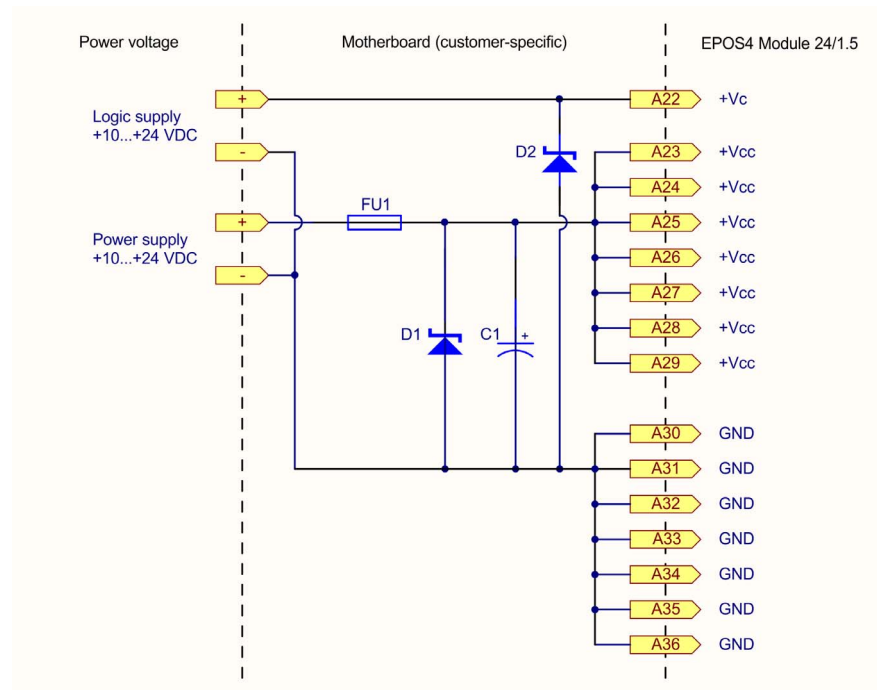 Power voltage
Motherboard (customer-specific)
EPOS4 Module 24/1.5
+
A22
+Vc
Logic supply
+10...+24 VDC
-
D2
A23
+Vcc
A24
+Vcc
FU1
+
A25
+Vcc
Power supply
+10...+24 VDC
-
A26
+Vcc
A27
+Vcc
A28
+Vcc
D1
C1
+
A29
+Vcc
A30
GND
A31
GND
A32
GND
A33
GND
A34
GND
A35
GND
A36
GND